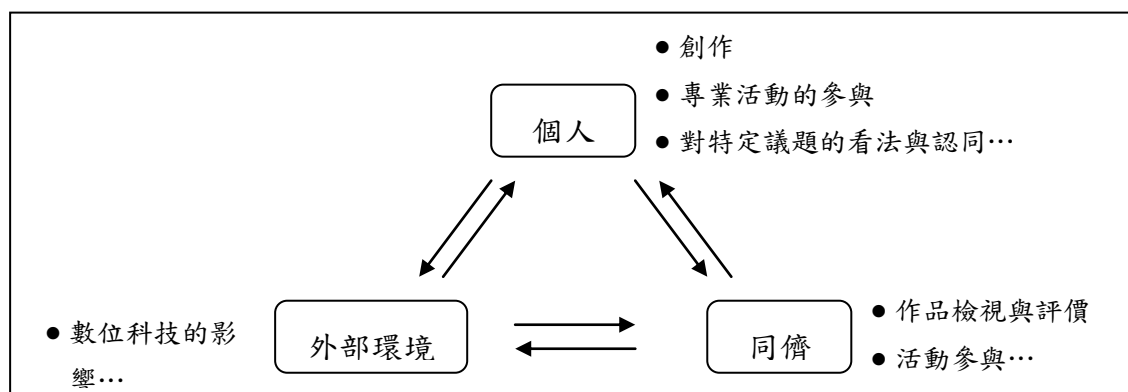 ● 創作
● 專業活動的參與
● 對特定議題的看法與認同…
個人
● 數位科技的影
響…
外部環境
同儕
● 作品檢視與評價
● 活動參與…